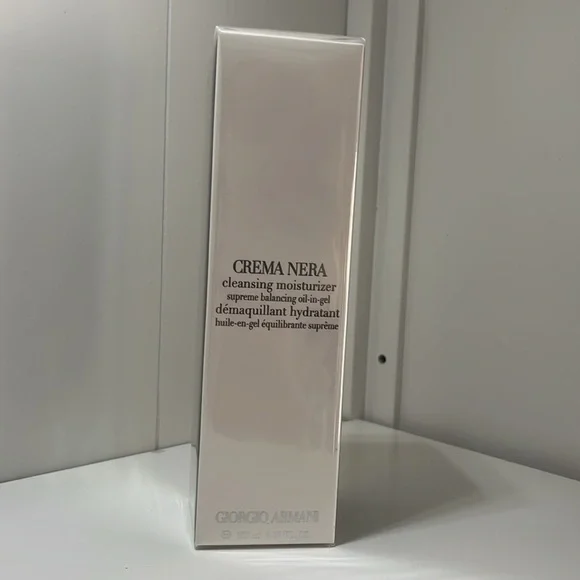 CREMA NERA
cleansing moisturizer
supreme balancing oil-in-gel
démaquillant hydratant
huile-en-gel équilibrante suprême
GIORGIO ARMANI